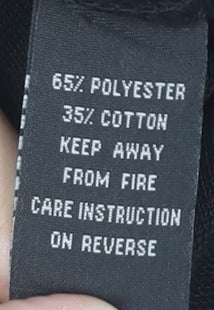 65% POLYESTER
35% COTTON
KEEP AWAY
FROM FIRE
CARE INSTRUCTION
ON REVERSE